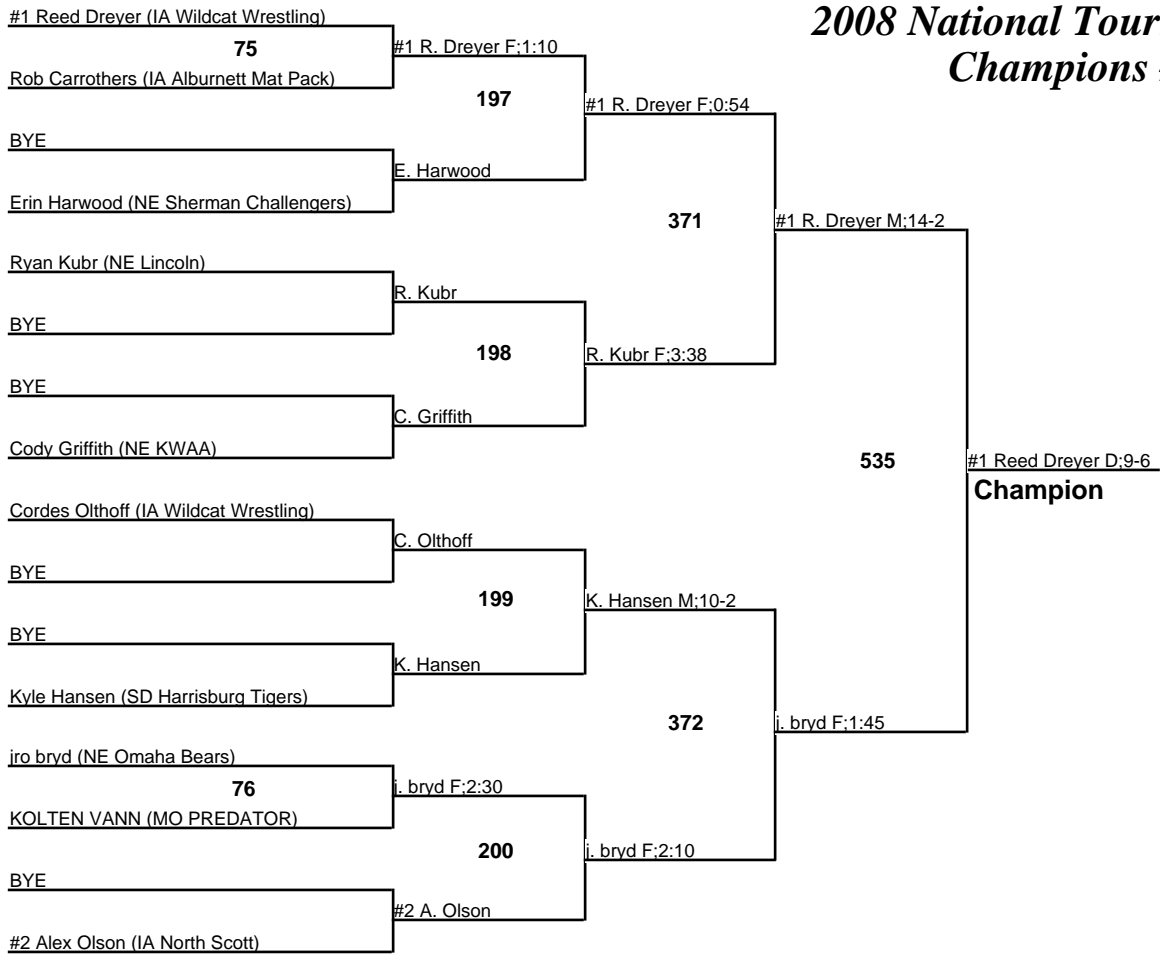 2008 National Tour
Champions
#1 Reed Dreyer (IA Wildcat Wrestling)
75
Rob Carrothers (IA Alburnett Mat Pack)
BYE
Erin Harwood (NE Sherman Challengers)
Ryan Kubr (NE Lincoln)
BYE
BYE
Cody Griffith (NE KWAA)
Cordes Olthoff (IA Wildcat Wrestling)
BYE
BYE
Kyle Hansen (SD Harrisburg Tigers)
jro bryd (NE Omaha Bears)
76
KOLTEN VANN (MO PREDATOR)
BYE
#2 Alex Olson (IA North Scott)
#1 R. Dreyer F;1:10
197
E. Harwood
R. Kubr
198
C. Griffith
C. Olthoff
199
K. Hansen
j. bryd F;2:30
200
#2 A. Olson
#1 R. Dreyer F;0:54
371
R. Kubr F;3:38
K. Hansen M;10-2
372
j. bryd F;2:10
#1 R. Dreyer M;14-2
535
j. bryd F;1:45
#1 Reed Dreyer D;9-6
Champion